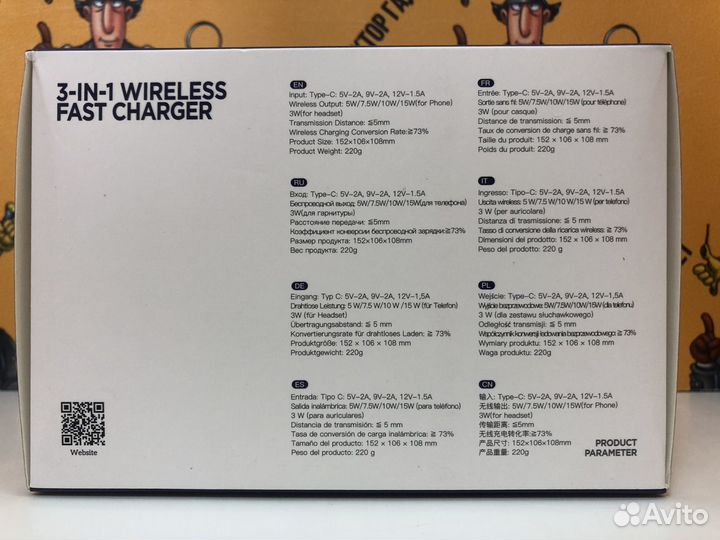 КТОР ГАД
3-IN-1 WIRELESS
FAST CHARGER
EN
Input: Type-C: 5V-2A, 9V-2A, 12V-1.5A
Wireless Output: 5W/7.5W/10W/15W(for Phone)
3W(for headset)
Transmission Distance: ≦5mm
Wireless Charging Conversion Rate:≧73%
Product Size: 152×106×108mm
Product Weight: 220g
FR
Entrée: Type-C: 5V-2A, 9V-2A, 12V-1.5A
Sortie sans fil: 5W/7.5W/10W/15W (pour téléphone)
3W (pour casque)
Distance de transmission: ≦ 5mm
Taux de conversion de charge sans fil: ≧ 73%
Taille du produit: 152 × 106 × 108 mm
Poids du produit: 220g
RU
Вход: Type-C: 5V-2A, 9V-2A, 12V-1.5A
Беспроводной выход: 5W/7.5W/10W/15W(для телефона)
3W(для гарнитуры)
Расстояние передачи: ≦5mm
Коэффициент конверсии беспроводной зарядки:≧73%
Размер продукта: 152×106×108mm
Вес продукта: 220g
IT
Ingresso: Tipo-C: 5V-2A, 9V-2A, 12V-1.5A
Uscita wireless: 5 W/7.5 W/10 W/15 W (per telefono)
3 W (per auricolare)
Distanza di trasmissione: ≦ 5 mm
Tasso di conversione della ricarica wireless: ≧ 73%
Dimensioni del prodotto: 152 × 106 × 108 mm
Peso del prodotto: 220 g
DE
Eingang: Typ C: 5V-2A, 9V-2A, 12V-1,5A
Drahtlose Leistung: 5 W/7.5 W/10 W /15 W (für Telefon)
3W (für Headset)
Übertragungsabstand: ≦ 5 mm
Konvertierungsrate für drahtloses Laden: ≧ 73%
Produktgröße: 152 × 106 × 108 mm
Produktgewicht: 220g
PL
Wejście: Type-C: 5V-2A, 9V-2A, 12V-1.5A
Wyjście bezprzewodowe: 5W/7.5W/10W/15W (dla telefonu)
3 W (dla zestawu słuchawkowego)
Odległość transmisji: ≦ 5 mm
Współczynnik konwersji ładowania bezprzewodowego: ≧ 73%
Wymiary produktu: 152 × 106 × 108 mm
Waga produktu: 220g
ES
Entrada: Tipo C: 5V-2A, 9V-2A, 12V-1.5A
Salida inalámbrica: 5W/7.5W/10W/15W (para teléfono)
3 W (para auriculares)
Distancia de transmisión: ≦ 5 mm
Tasa de conversión de carga inalámbrica: ≧ 73%
Tamaño del producto: 152 × 106 × 108 mm
Peso del producto: 220 g
CN
输入: Type-C: 5V-2A, 9V-2A, 12V-1.5A
无线输出: 5W/7.5W/10W/15W(for Phone)
3W(for headset)
传输距离: ≦5mm
无线充电转化率:≧73%
产品尺寸: 152×106×108mm
产品重量: 220g
Website
PRODUCT
PARAMETER
Avito